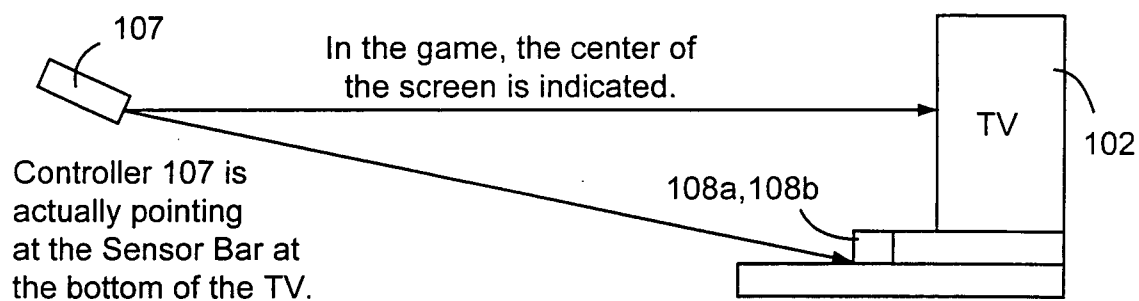 107
In the game, the center of
the screen is indicated.
TV
102
Controller 107 is
actually pointing
at the Sensor Bar at
the bottom of the TV.
108a,108b